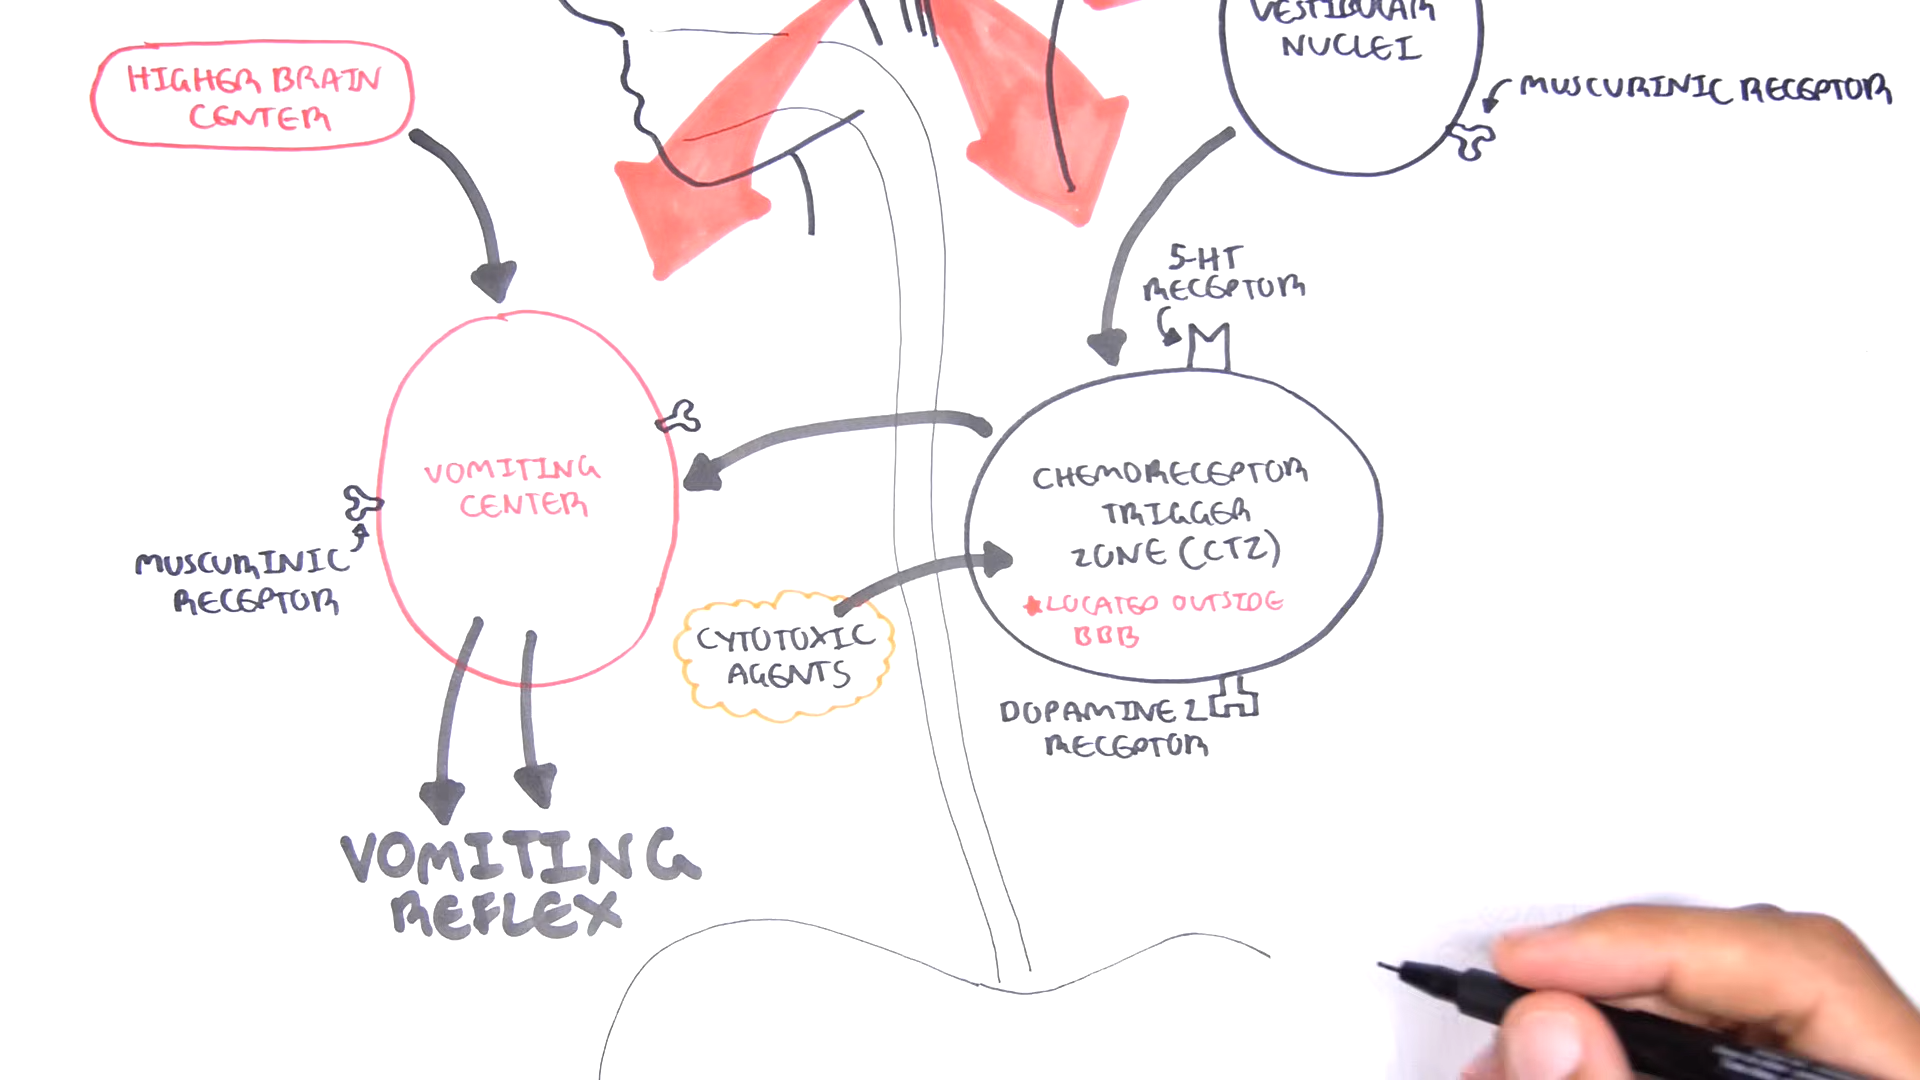 VESTIBULAR
NUCLEI
HIGHER BRAIN
CENTER
MUSCURINIC RECEPTOR
5-HT
RECEPTOR
VOMITING
CENTER
CHEMORECEPTOR
TRIGGER
ZONE (CTZ)
MUSCURINIC
RECEPTOR
★LOCATED OUTSIDE
BBB
CYTOTOXIC
AGENTS
DOPAMINE 2
RECEPTOR
VOMITING
REFLEX